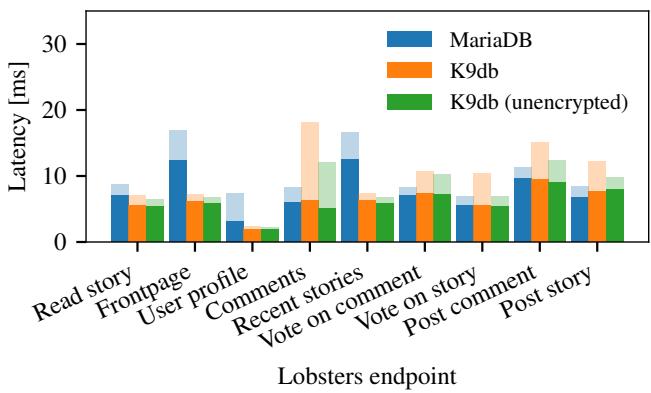 30
20
10
0
Latency [ms]
MariaDB
K9db
K9db (unencrypted)
Read story
Frontpage
User profile
Comments
Recent stories
Vote on comment
Vote on story
Post comment
Post story
Lobsters endpoint